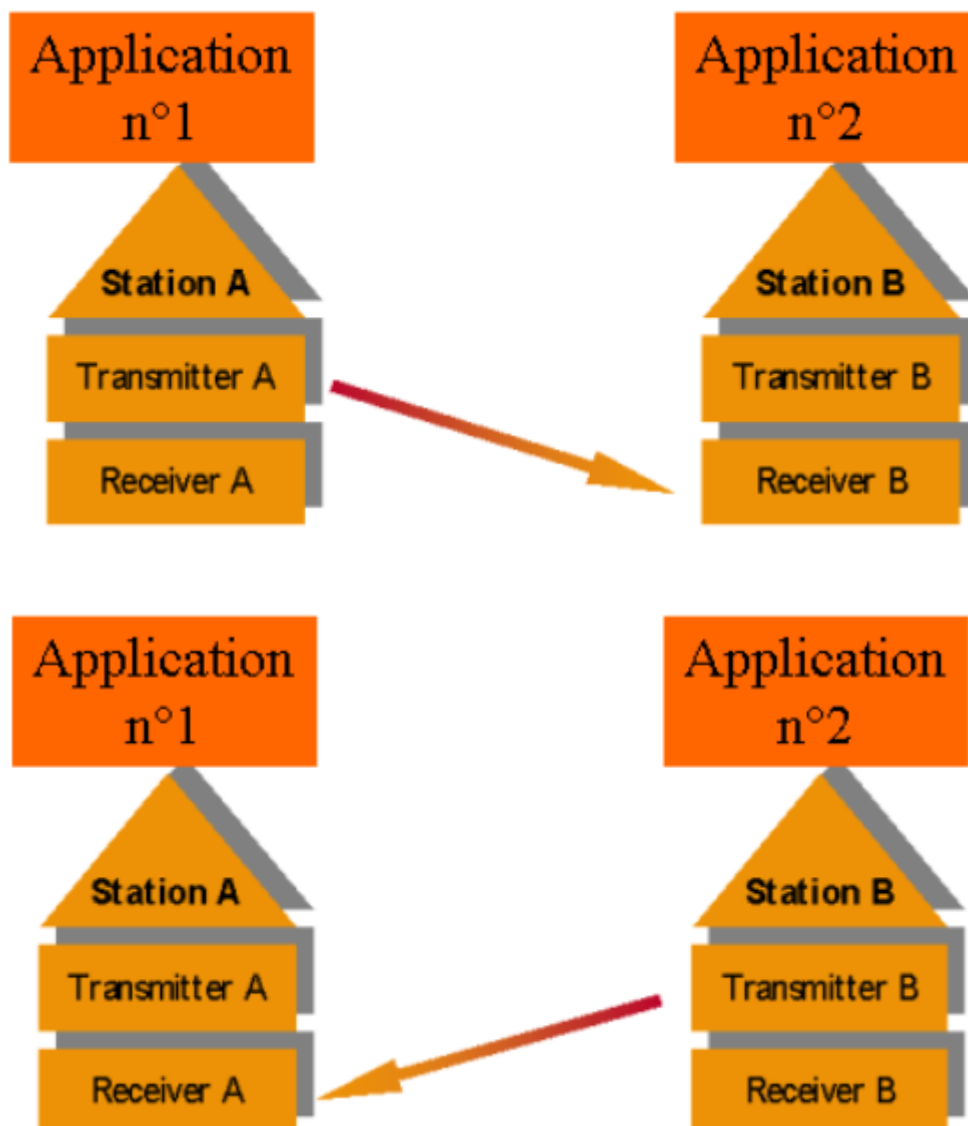 Application
n°1
Application
n°2
Station A
Station B
Transmitter A
Transmitter B
Receiver A
Receiver B
Application
n°1
Application
n°2
Station A
Station B
Transmitter A
Transmitter B
Receiver A
Receiver B